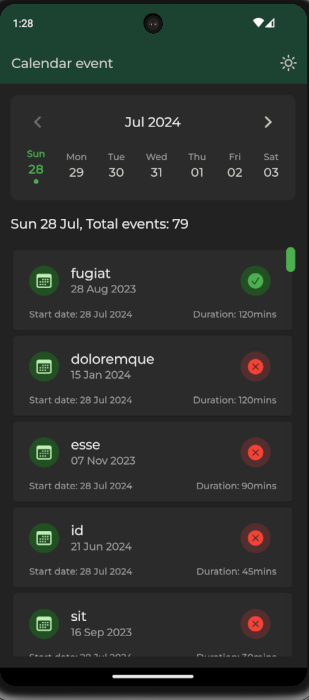 1:28
Calendar event
Jul 2024
Sun Mon Tue Wed Thu Fri Sat
28 29 30 31 01 02 03
Sun 28 Jul, Total events: 79
fugiat
28 Aug 2023
Start date: 28 Jul 2024 Duration: 120mins
doloremque
15 Jan 2024
Start date: 28 Jul 2024 Duration: 120mins
esse
07 Nov 2023
Start date: 28 Jul 2024 Duration: 90mins
id
21 Jun 2024
Start date: 28 Jul 2024 Duration: 45mins
sit
16 Sep 2023
Start date: 28 Jul 2024 Duration: 30mins